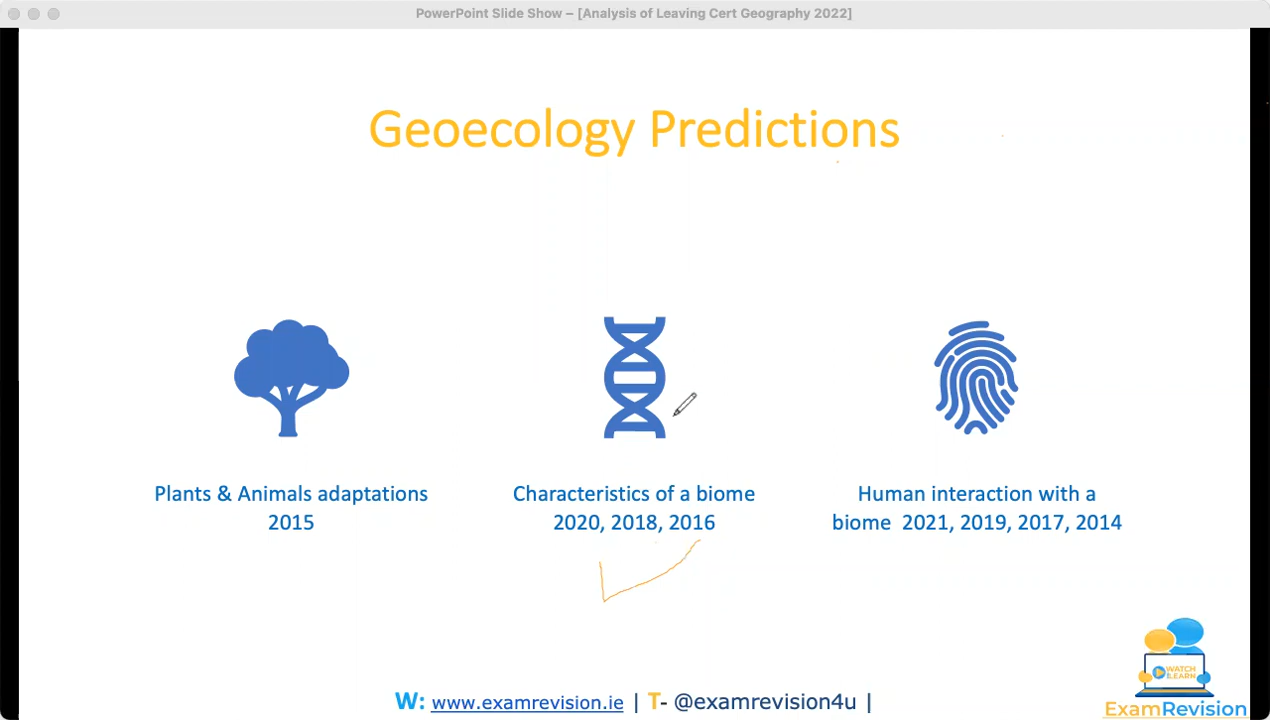 PowerPoint Slide Show – [Analysis of Leaving Cert Geography 2022]
Geoecology Predictions
Plants & Animals adaptations
2015
Characteristics of a biome
2020, 2018, 2016
Human interaction with a
biome 2021, 2019, 2017, 2014
WATCH
&LEARN
ExamRevision
W: www.examrevision.ie | T- @examrevision4u |